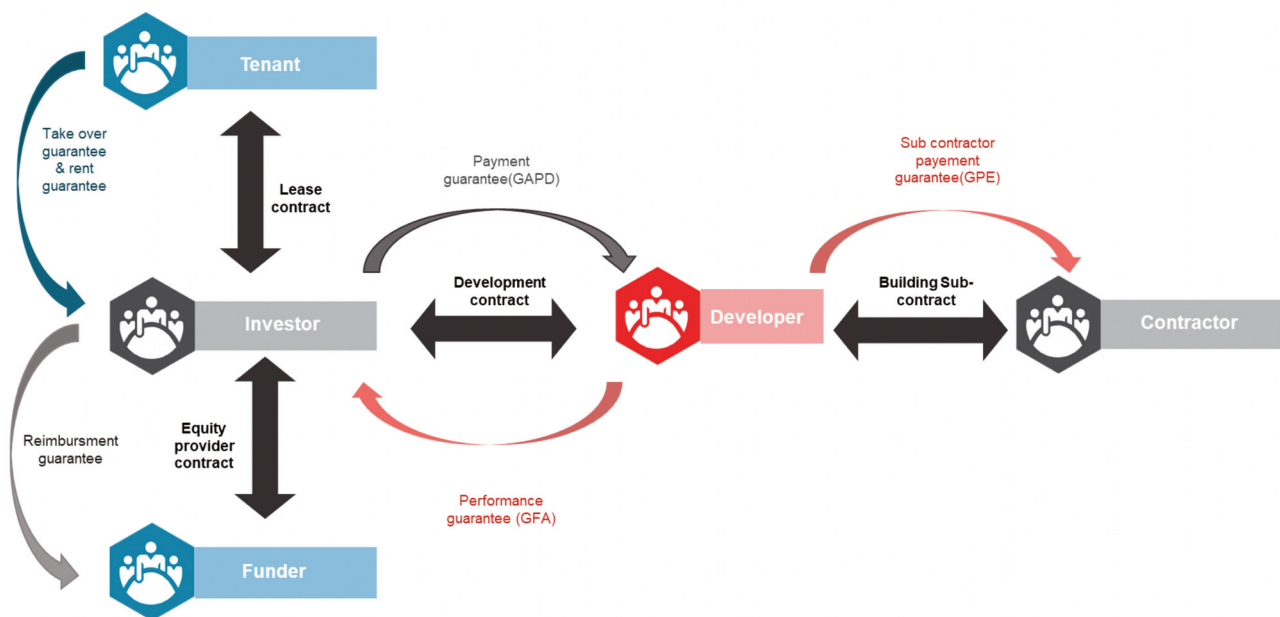 Tenant
Take over
guarantee
& rent
guarantee
Lease
contract
Payment
guarantee(GAPD)
Sub contractor
payement
guarantee(GPE)
Investor
Development
contract
Developer
Building Sub-
contract
Contractor
Reimbursment
guarantee
Equity
provider
contract
Performance
guarantee (GFA)
Funder